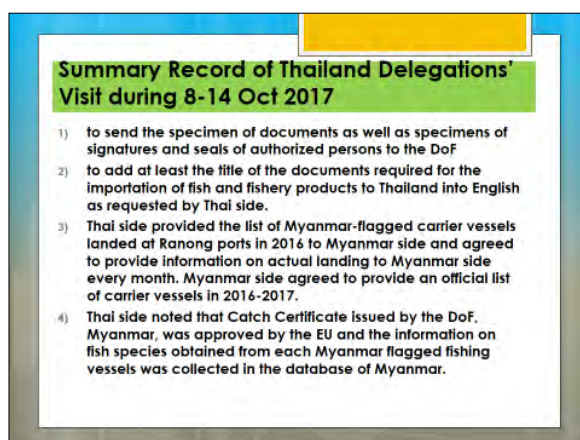 Summary Record of Thailand Delegations'
Visit during 8-14 Oct 2017
1) to send the specimen of documents as well as specimens of
signatures and seals of authorized persons to the DoF
2) to add at least the title of the documents required for the
importation of fish and fishery products to Thailand into English
as requested by Thai side.
3) Thai side provided the list of Myanmar-flagged carrier vessels
landed at Ranong ports in 2016 to Myanmar side and agreed
to provide information on actual landing to Myanmar side
every month. Myanmar side agreed to provide an official list
of carrier vessels in 2016-2017.
4) Thai side noted that Catch Certificate issued by the DoF,
Myanmar, was approved by the EU and the information on
fish species obtained from each Myanmar flagged fishing
vessels was collected in the database of Myanmar.